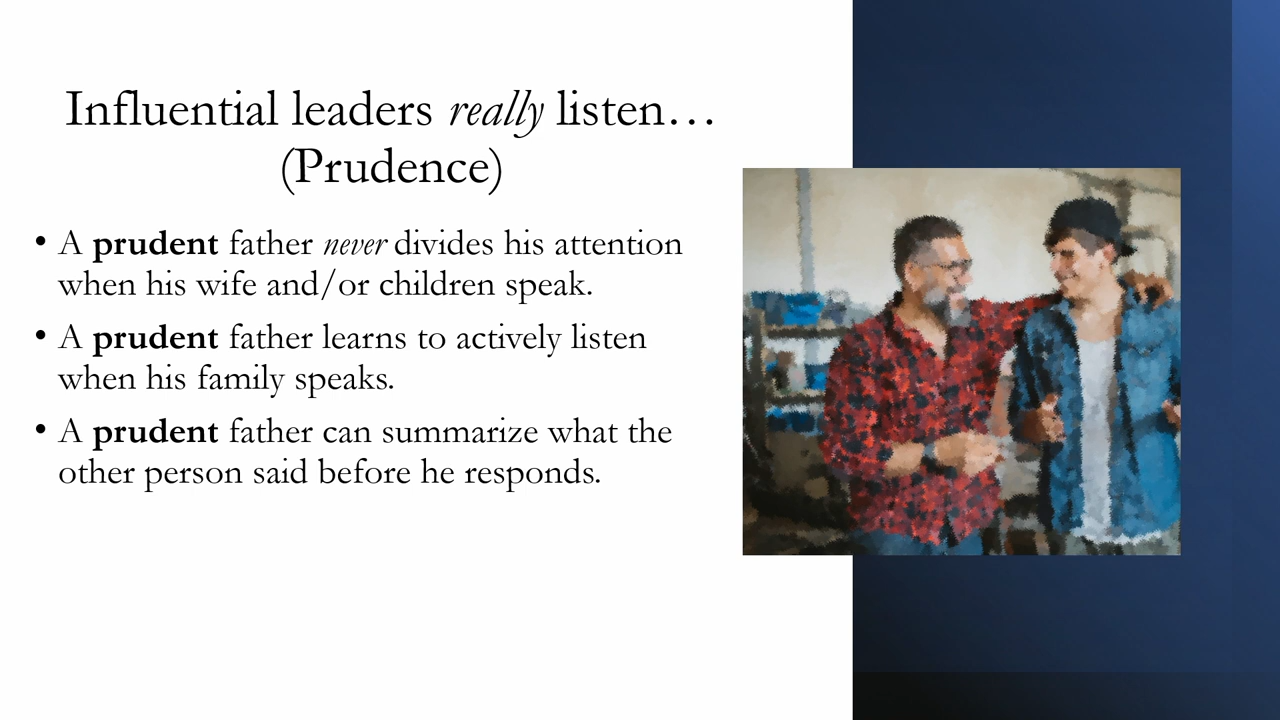 Influential leaders really listen…
(Prudence)
• A prudent father never divides his attention
when his wife and/or children speak.
• A prudent father learns to actively listen
when his family speaks.
• A prudent father can summarize what the
other person said before he responds.